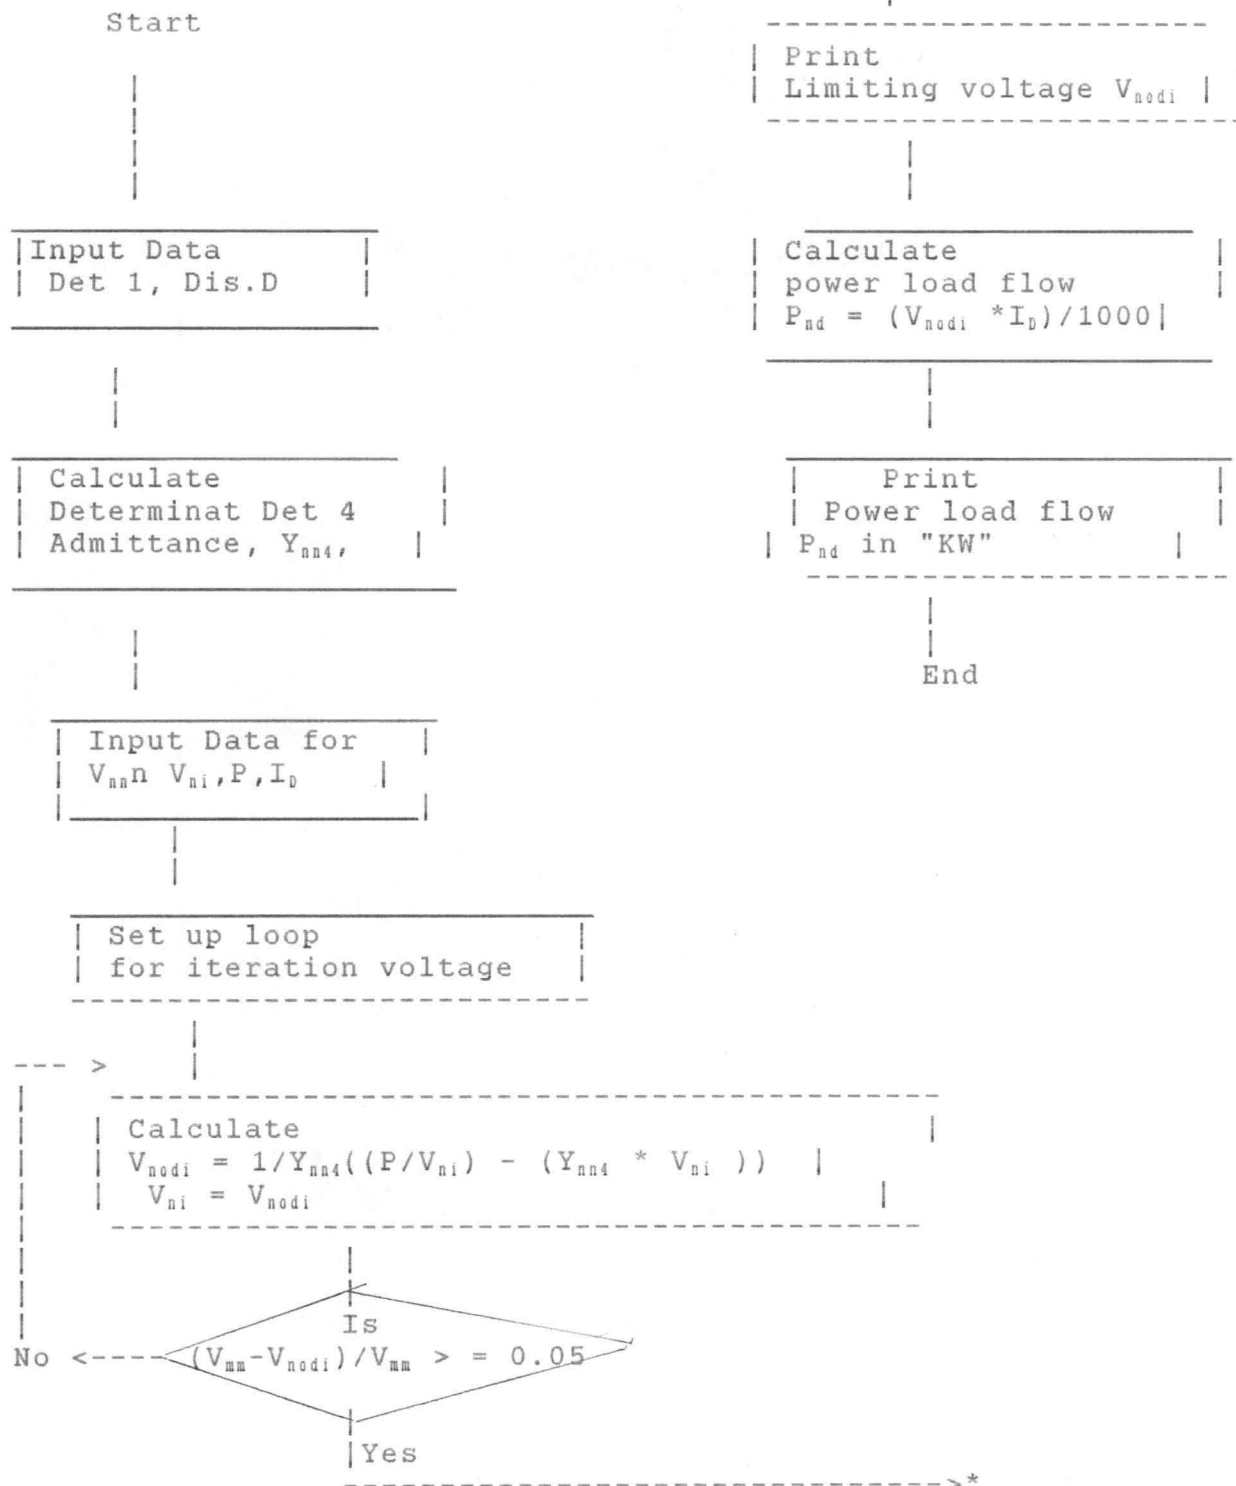 Start
Input Data
Det 1, Dis.D
Calculate
Determinat Det 4
Admittance, Y_nn4,
Input Data for
V_nn n V_ni,P,I_D
Set up loop
for iteration voltage
Calculate
V_nodi = 1/Y_nn4((P/V_ni) - (Y_nn4 * V_ni ))
V_ni = V_nodi
Is
No <---- (V_mm-V_nodi)/V_mm > = 0.05
Yes
*
Print
Limiting voltage V_nodi
Calculate
power load flow
P_nd = (V_nodi *I_D)/1000
Print
Power load flow
P_nd in "KW"
End